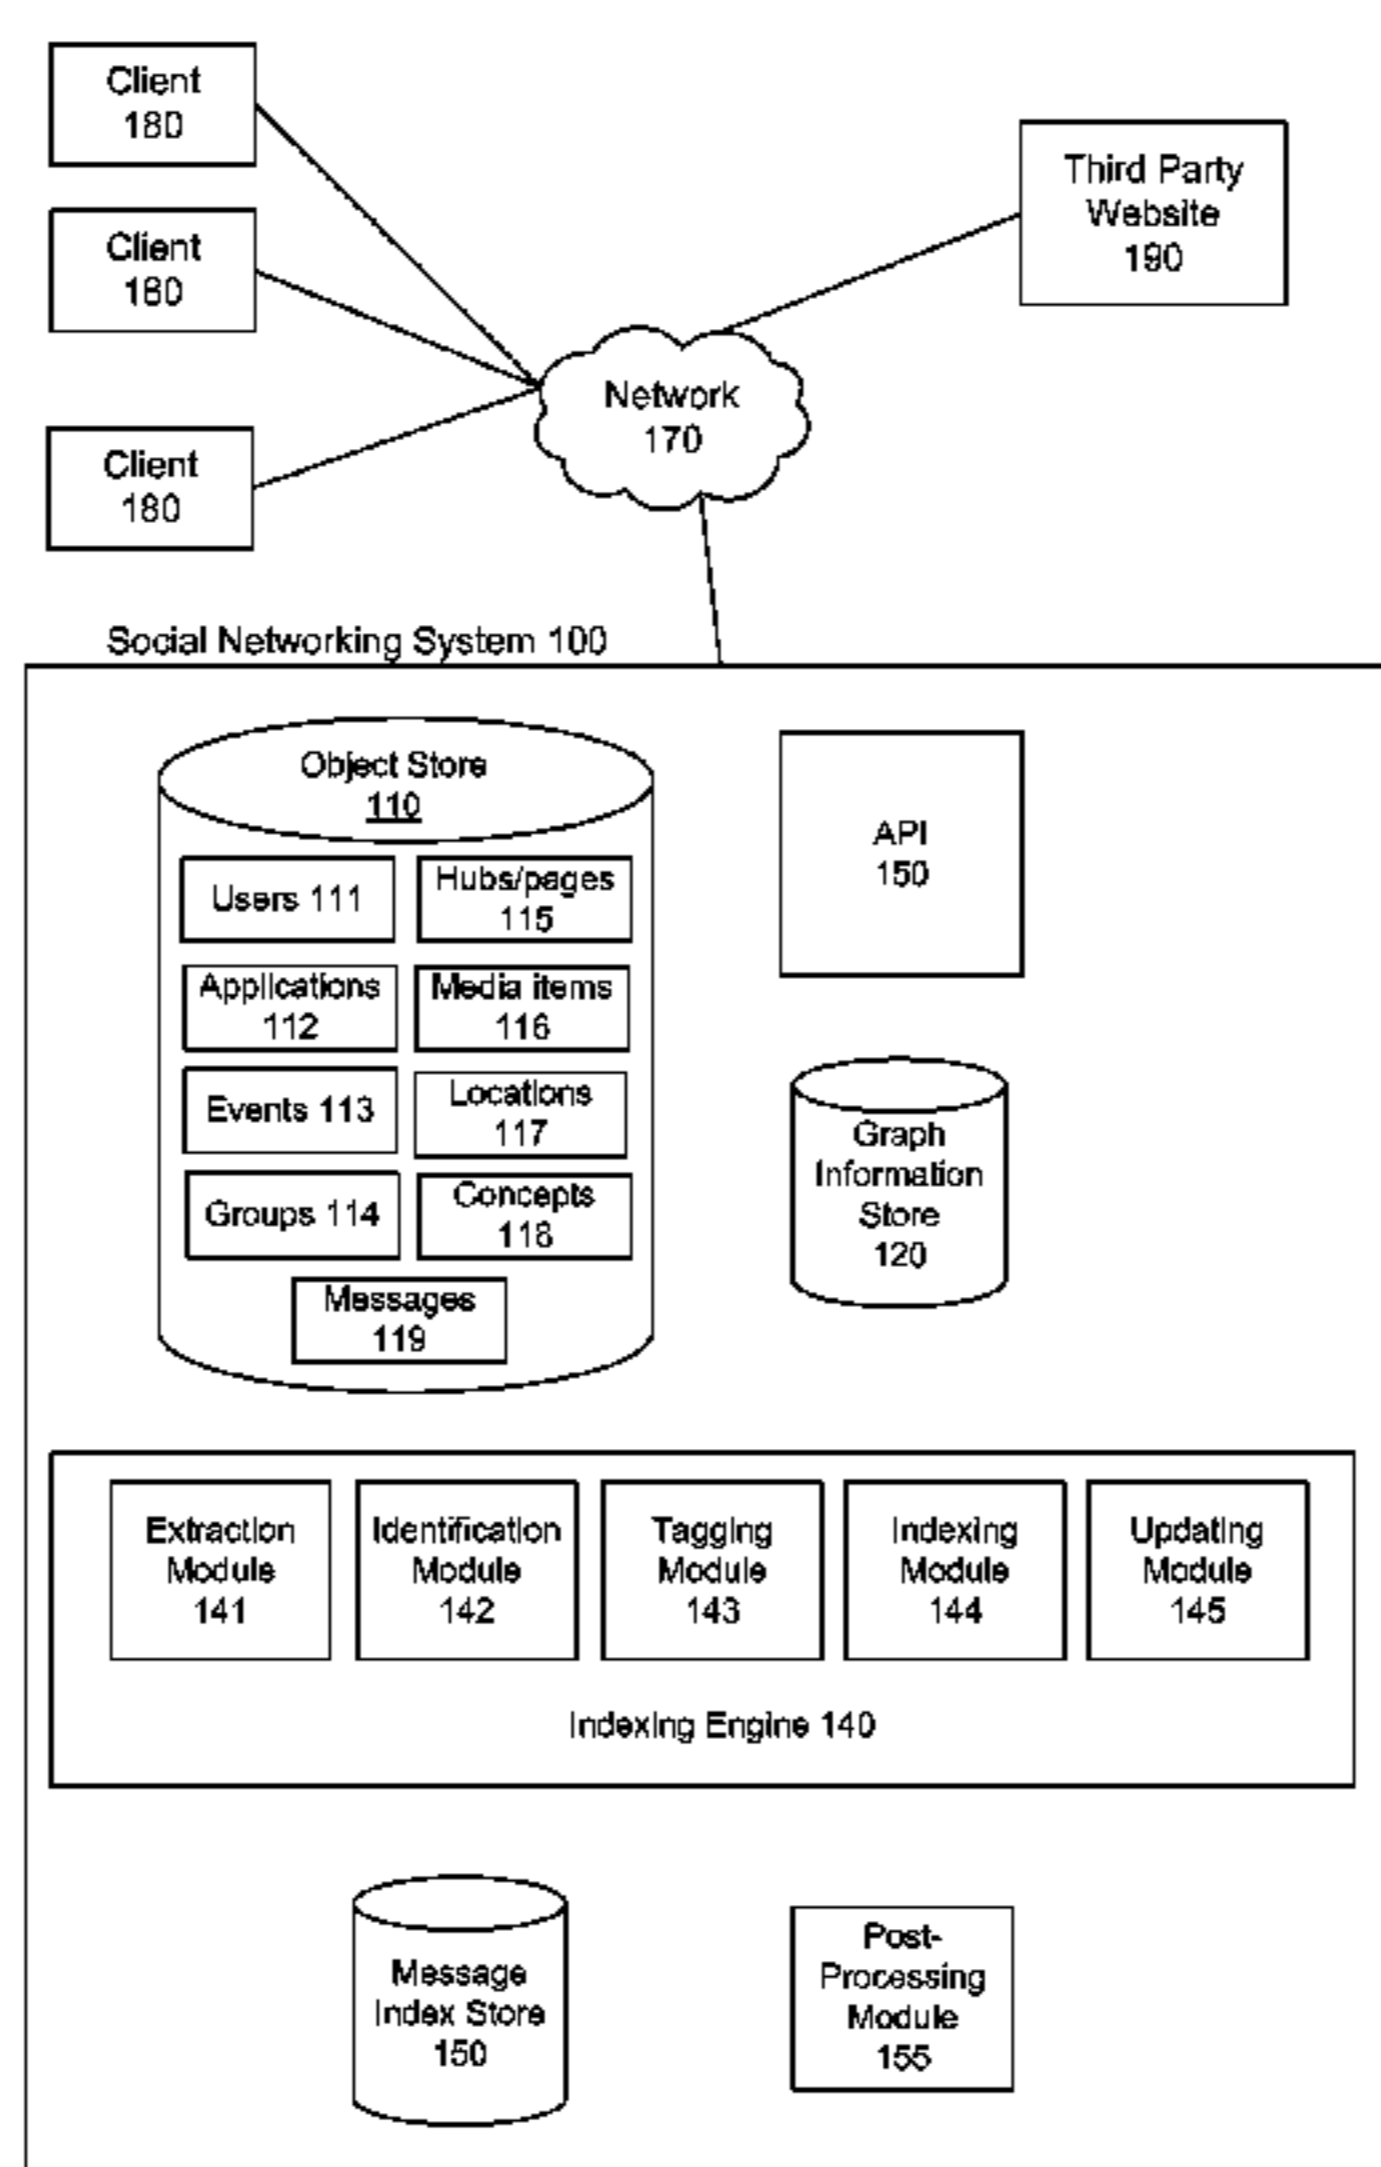 Client
180
Client
180
Client
180
Third Party
Website
190
Network
170
Social Networking System 100
Object Store
110
Users 111
Hubs/pages
115
Applications
112
Media items
116
Events 113
Locations
117
Groups 114
Concepts
118
Messages
119
API
150
Graph
Information
Store
120
Extraction
Module
141
Identification
Module
142
Tagging
Module
143
Indexing
Module
144
Updating
Module
145
Indexing Engine 140
Message
Index Store
150
Post-
Processing
Module
155